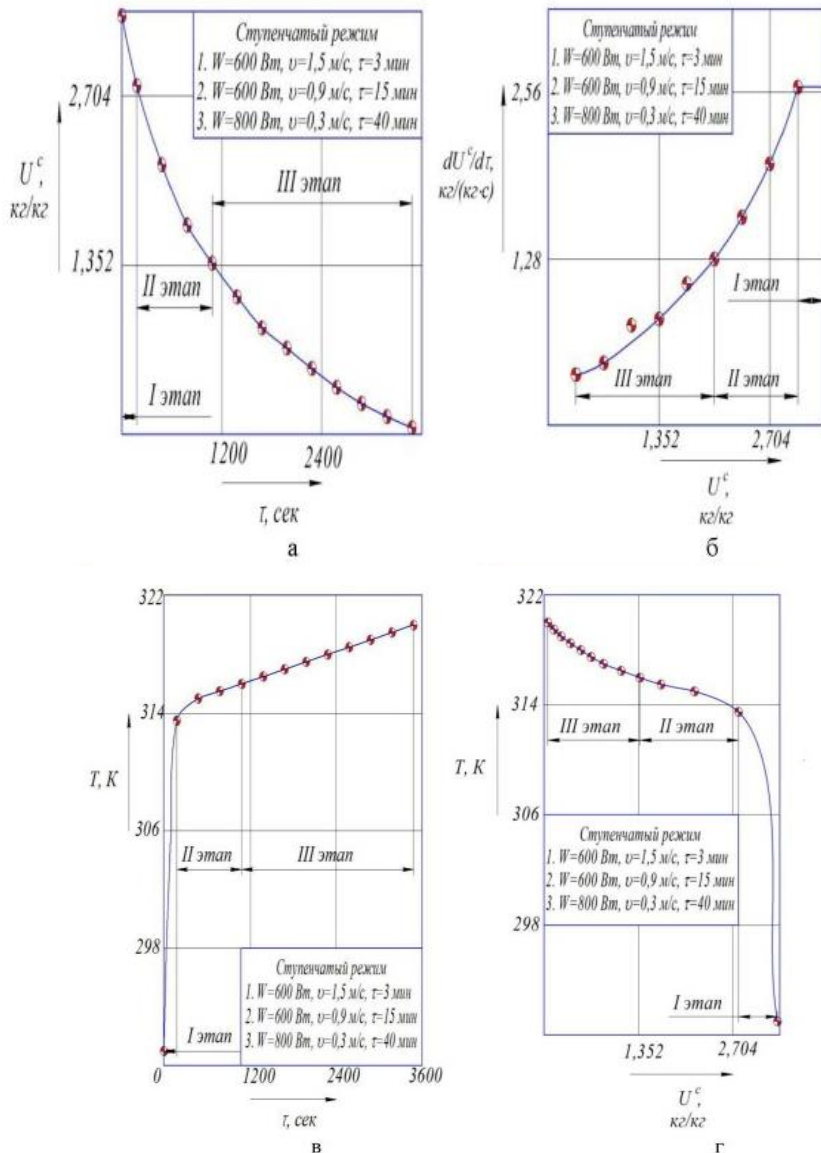 Ступенчатый режим
1. W=600 Вт, υ=1,5 м/с, τ=3 мин
2. W=600 Вт, υ=0,9 м/с, τ=15 мин
3. W=800 Вт, υ=0,3 м/с, τ=40 мин
2,704
U^c,
кг/кг
III этап
1,352
II этап
I этап
1200
2400
τ, сек
а
Ступенчатый режим
1. W=600 Вт, υ=1,5 м/с, τ=3 мин
2. W=600 Вт, υ=0,9 м/с, τ=15 мин
3. W=800 Вт, υ=0,3 м/с, τ=40 мин
2,56
dU^c/dτ,
кг/(кг·с)
1,28
I этап
III этап
II этап
1,352
2,704
U^c,
кг/кг
б
322
314
T, К
306
II этап
III этап
298
Ступенчатый режим
1. W=600 Вт, υ=1,5 м/с, τ=3 мин
2. W=600 Вт, υ=0,9 м/с, τ=15 мин
3. W=800 Вт, υ=0,3 м/с, τ=40 мин
I этап
0
1200
2400
3600
τ, сек
в
322
314
III этап
II этап
T, К
306
Ступенчатый режим
1. W=600 Вт, υ=1,5 м/с, τ=3 мин
2. W=600 Вт, υ=0,9 м/с, τ=15 мин
3. W=800 Вт, υ=0,3 м/с, τ=40 мин
298
I этап
1,352
2,704
U^c,
кг/кг
г